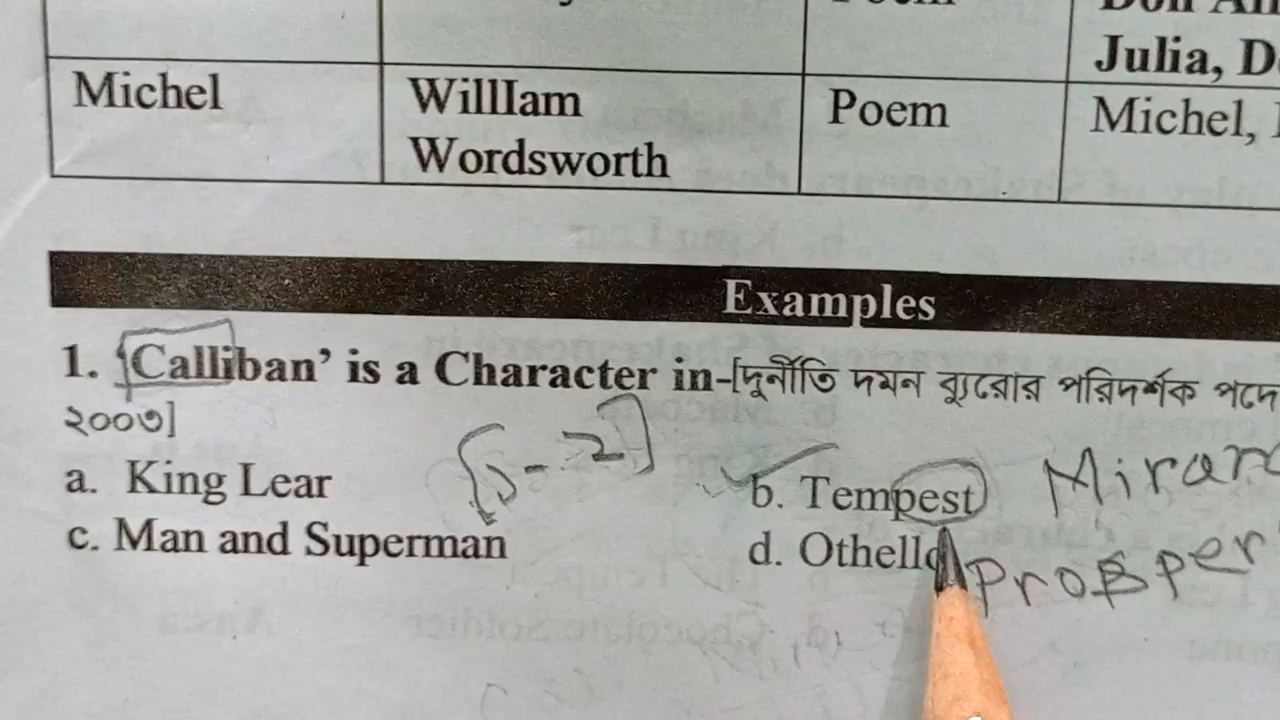 Julia, D
Michel WillIam Poem Michel,
Wordsworth
Examples
1. ‘Calliban’ is a Character in-[দুর্নীতি দমন ব্যুরোর পরিদর্শক পদে
২০০৩]
a. King Lear b. Tempest Miran
c. Man and Superman d. Othello Prosper